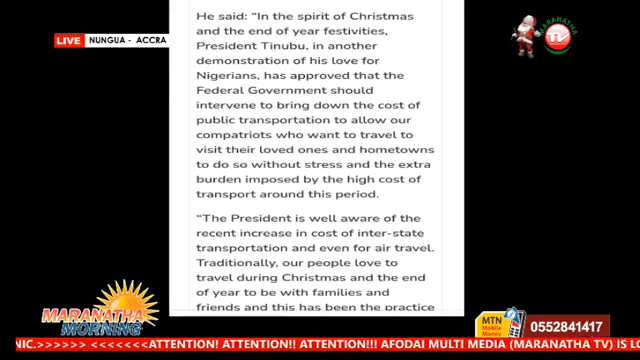 LIVE NUNGUA - ACCRA
MARANATHA
TV
He said: “In the spirit of Christmas
and the end of year festivities,
President Tinubu, in another
demonstration of his love for
Nigerians, has approved that the
Federal Government should
intervene to bring down the cost of
public transportation to allow our
compatriots who want to travel to
visit their loved ones and hometowns
to do so without stress and the extra
burden imposed by the high cost of
transport around this period.
“The President is well aware of the
recent increase in cost of inter-state
transportation and even for air travel.
Traditionally, our people love to
travel during Christmas and the end
of year to be with families and
friends and this has been the practice
MARANATHA
MORNING
MTN
Mobile
Money
0552841417
NIC.>>>>>> <<<<<<ATTENTION! ATTENTION!! ATTENTION!!! AFODAI MULTI MEDIA (MARANATHA TV) IS LO